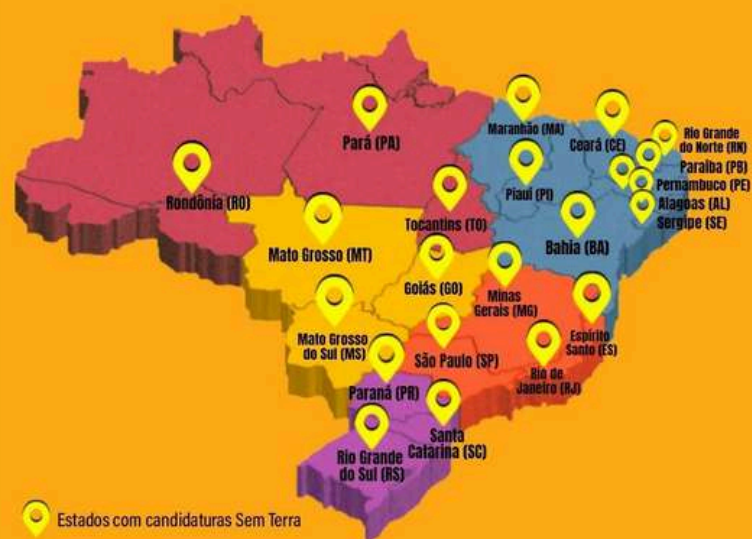 Maranhão (MA)
Ceará (CE)
Rio Grande
do Norte (RN)
Pará (PA)
Paraíba (PB)
Piauí (PI)
Pernambuco (PE)
Rondônia (RO)
Alagoas (AL)
Tocantins (TO)
Sergipe (SE)
Mato Grosso (MT)
Bahia (BA)
Goiás (GO)
Minas
Gerais (MG)
Mato Grosso
do Sul (MS)
Espírito
Santo (ES)
São Paulo (SP)
Rio de
Janeiro (RJ)
Paraná (PR)
Santa
Catarina (SC)
Rio Grande
do Sul (RS)
Estados com candidaturas Sem Terra